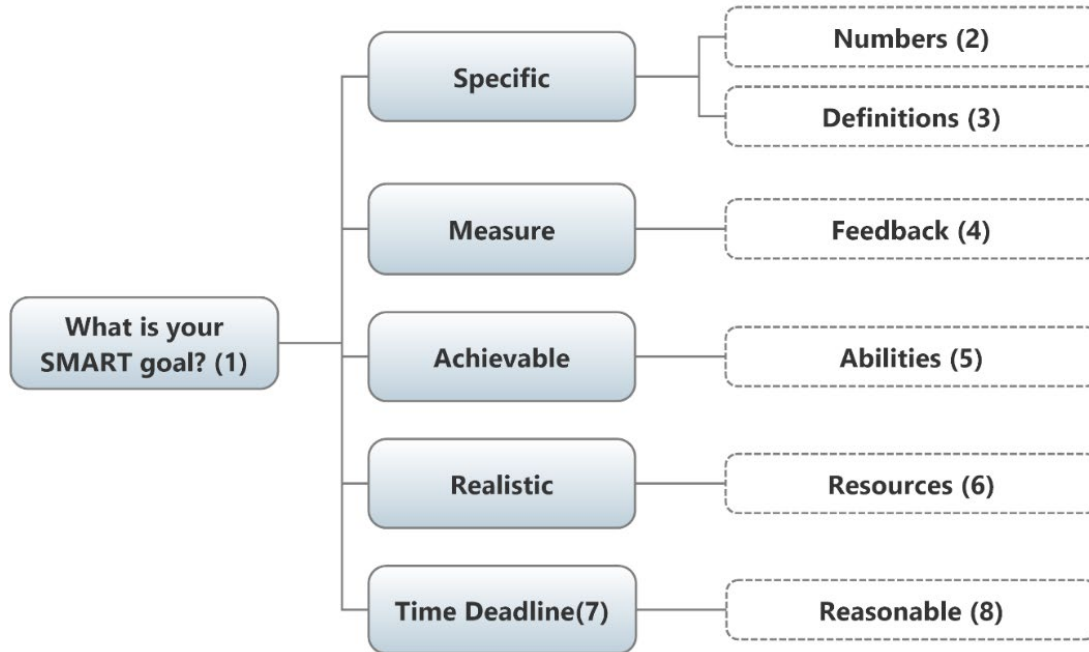 What is your
SMART goal? (1)
Specific
Numbers (2)
Definitions (3)
Measure
Feedback (4)
Achievable
Abilities (5)
Realistic
Resources (6)
Time Deadline(7)
Reasonable (8)